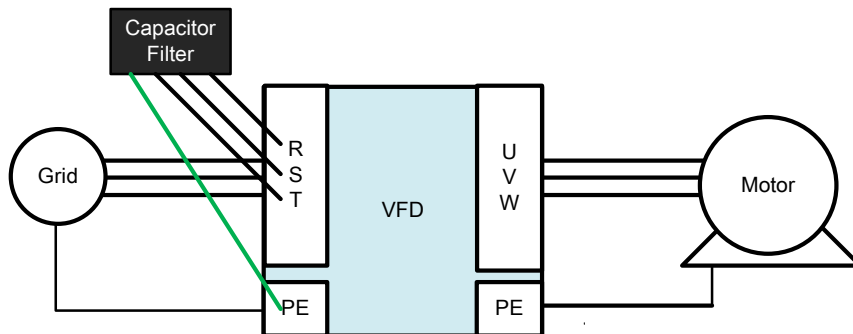 Capacitor
Filter
Grid
R
S
T
VFD
U
V
W
Motor
PE
PE